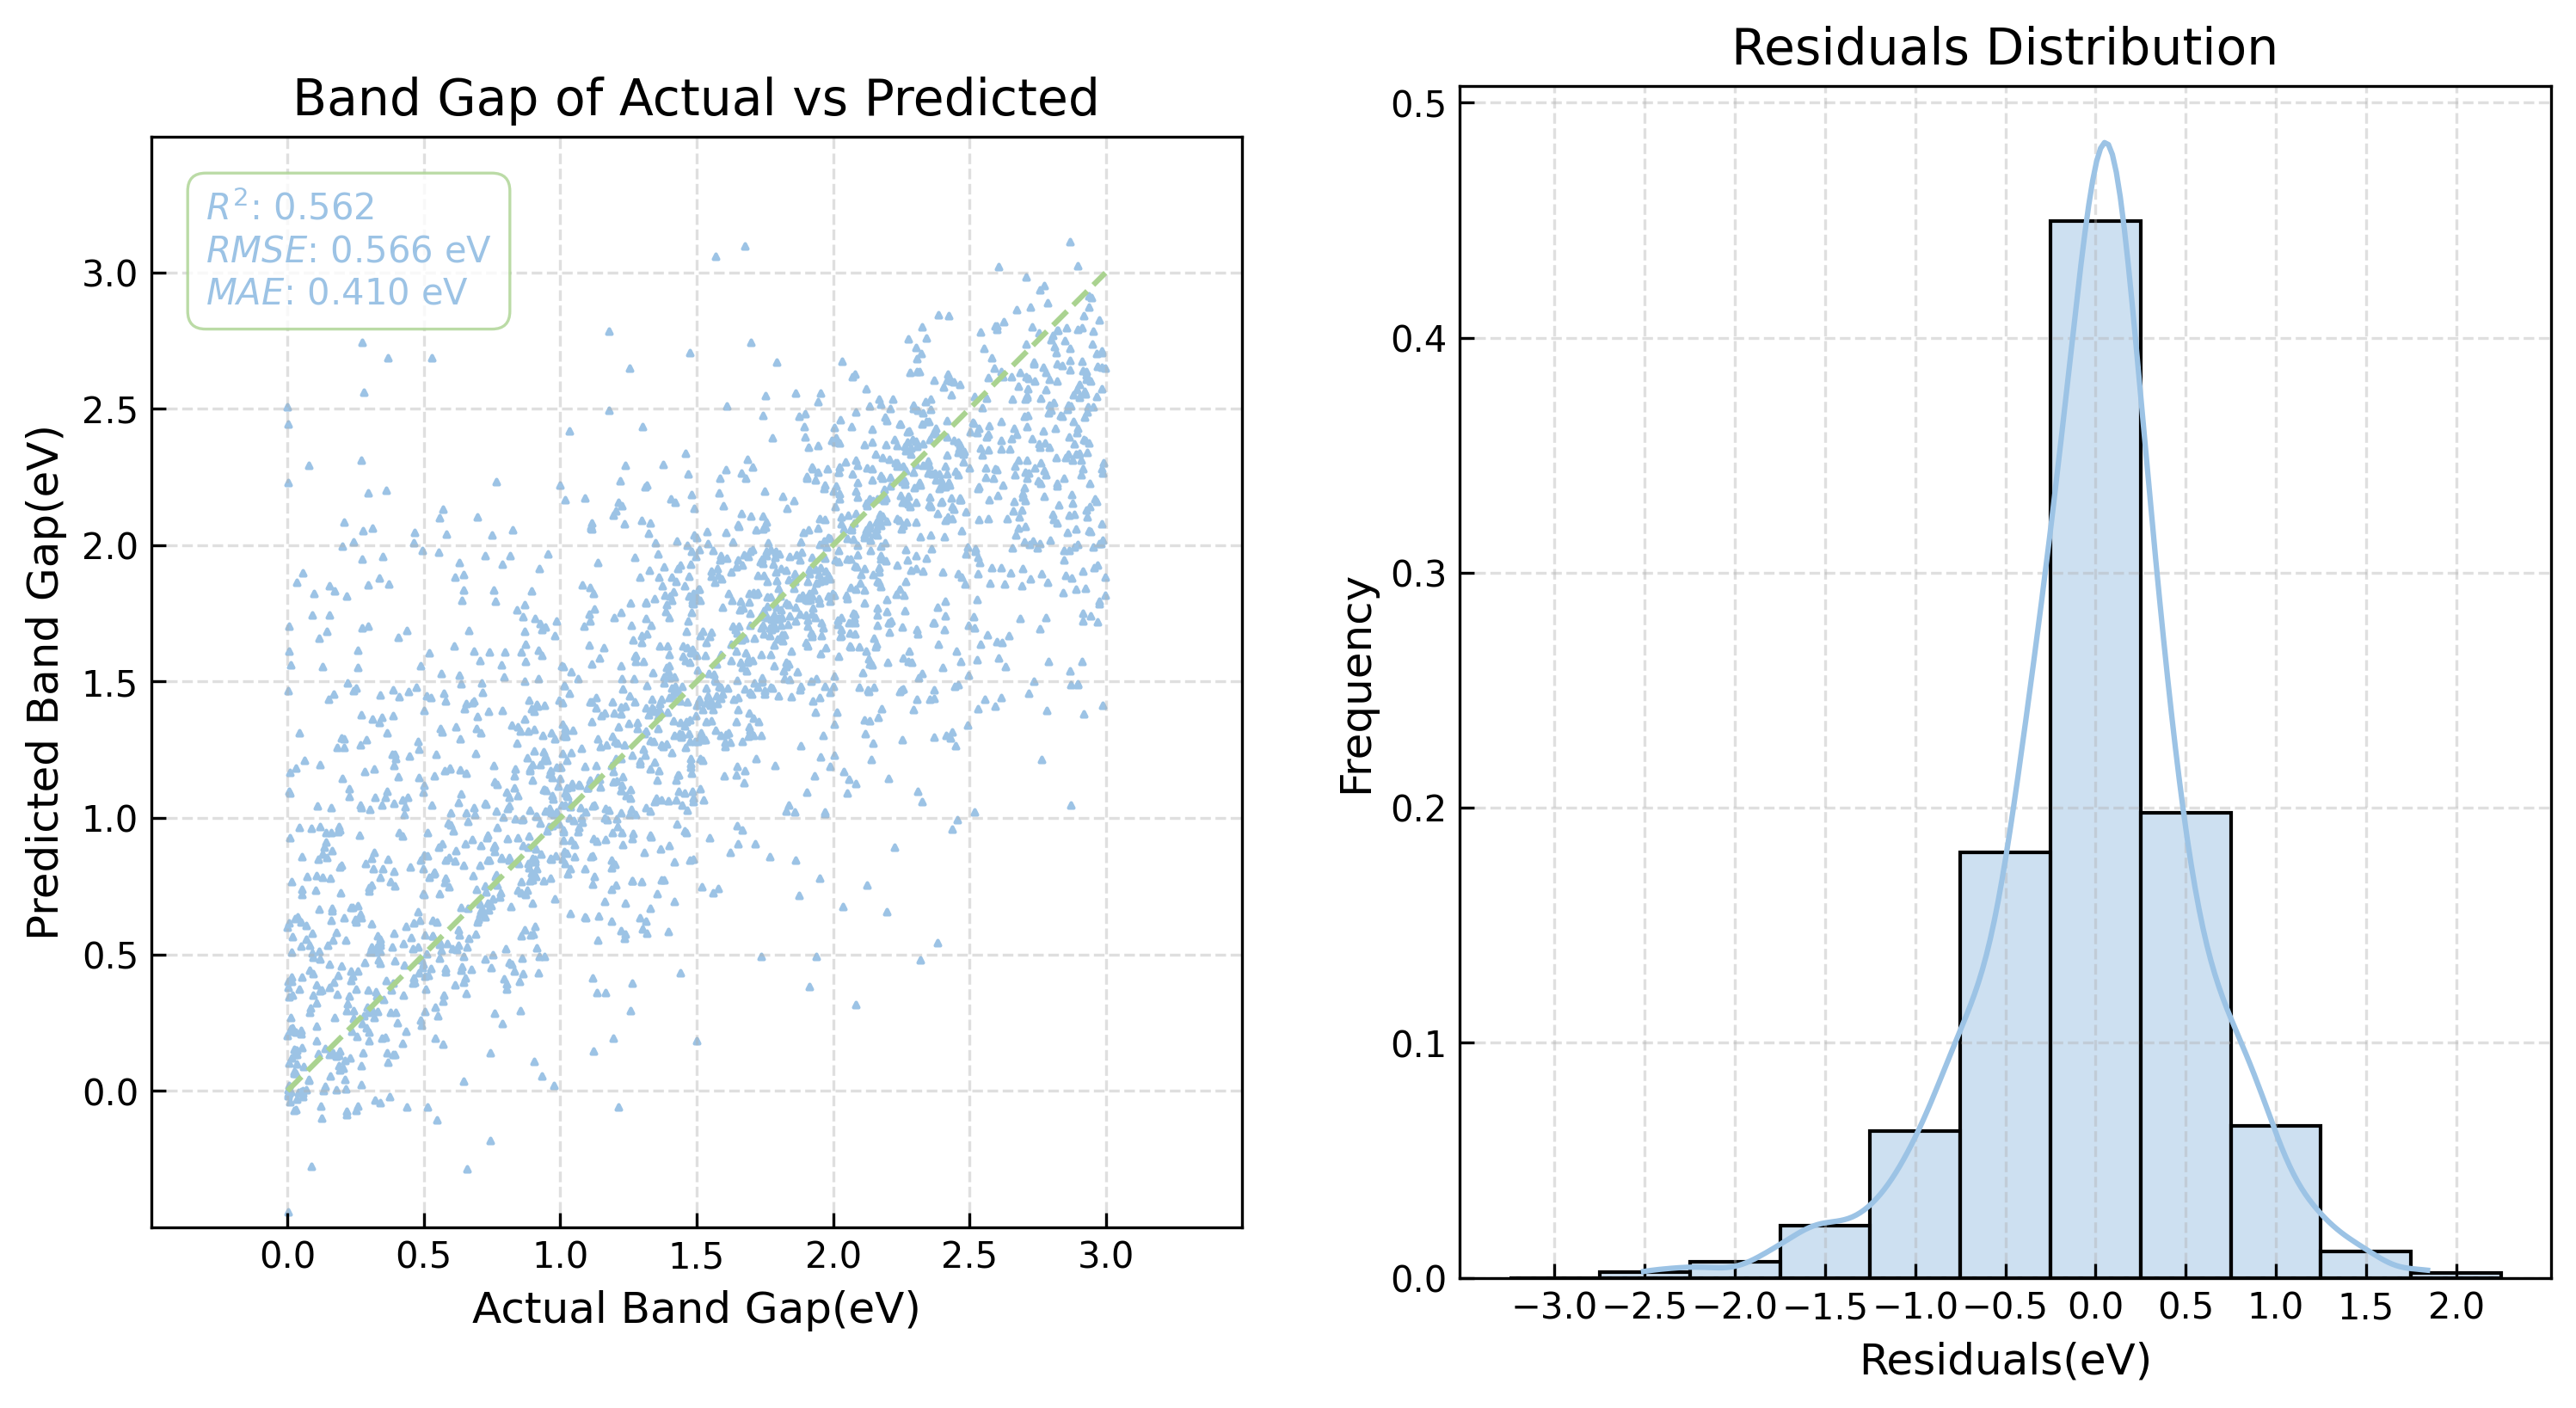 Band Gap of Actual vs Predicted
R²: 0.562
RMSE: 0.566 eV
MAE: 0.410 eV
3.0
2.5
2.0
1.5
1.0
0.5
0.0
Predicted Band Gap(eV)
0.0 0.5 1.0 1.5 2.0 2.5 3.0
Actual Band Gap(eV)
Residuals Distribution
0.5
0.4
0.3
0.2
0.1
0.0
Frequency
−3.0 −2.5 −2.0 −1.5 −1.0 −0.5 0.0 0.5 1.0 1.5 2.0
Residuals(eV)